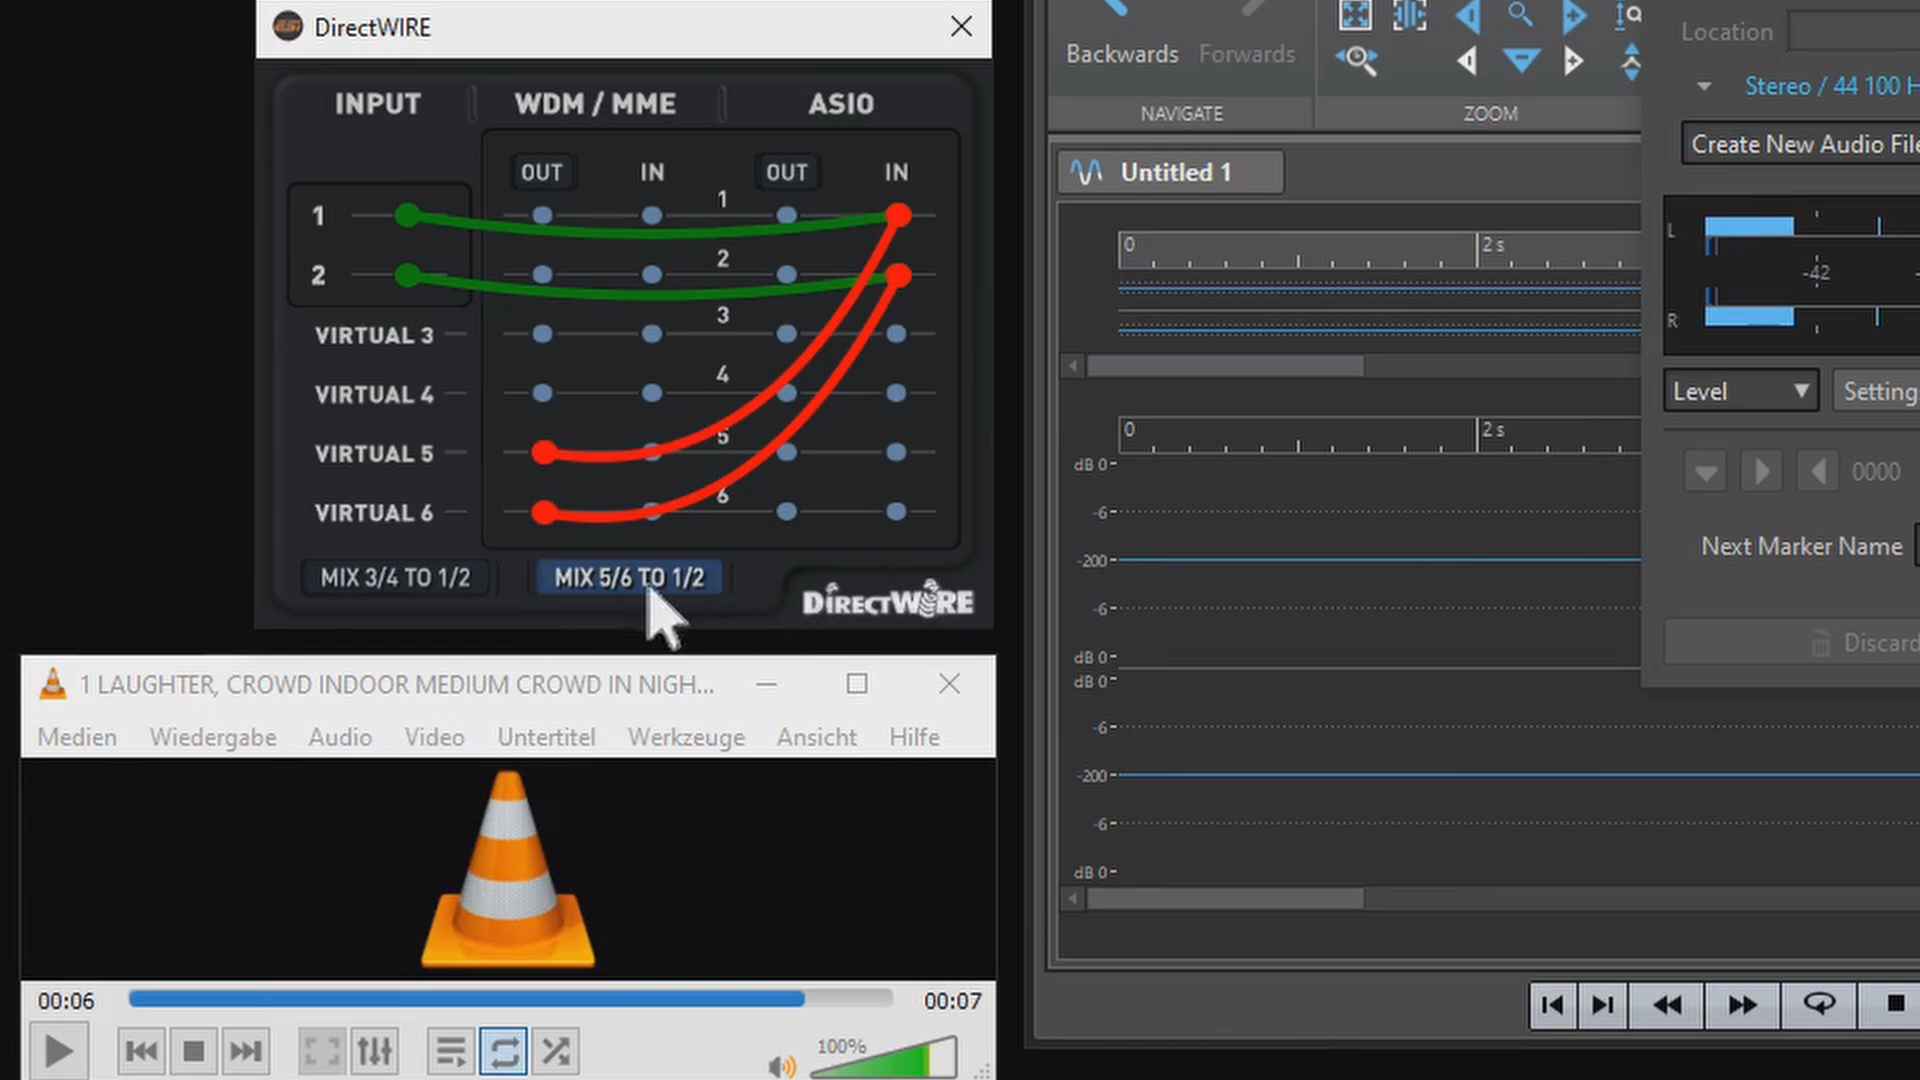 DirectWIRE
INPUT
WDM / MME
ASIO
OUT
IN
OUT
IN
1
1
2
2
VIRTUAL 3
3
VIRTUAL 4
4
VIRTUAL 5
5
VIRTUAL 6
6
MIX 3/4 TO 1/2
MIX 5/6 TO 1/2
DIRECTWIRE
1 LAUGHTER, CROWD INDOOR MEDIUM CROWD IN NIGH...
Medien
Wiedergabe
Audio
Video
Untertitel
Werkzeuge
Ansicht
Hilfe
00:06
00:07
100%
Backwards
Forwards
NAVIGATE
ZOOM
Untitled 1
0
2 s
0
2 s
dB 0
-6
-200
-6
dB 0
dB 0
-6
-200
-6
dB 0
Location
Stereo / 44 100 H
Create New Audio File
L
-42
R
Level
Setting
0000
Next Marker Name
Discard